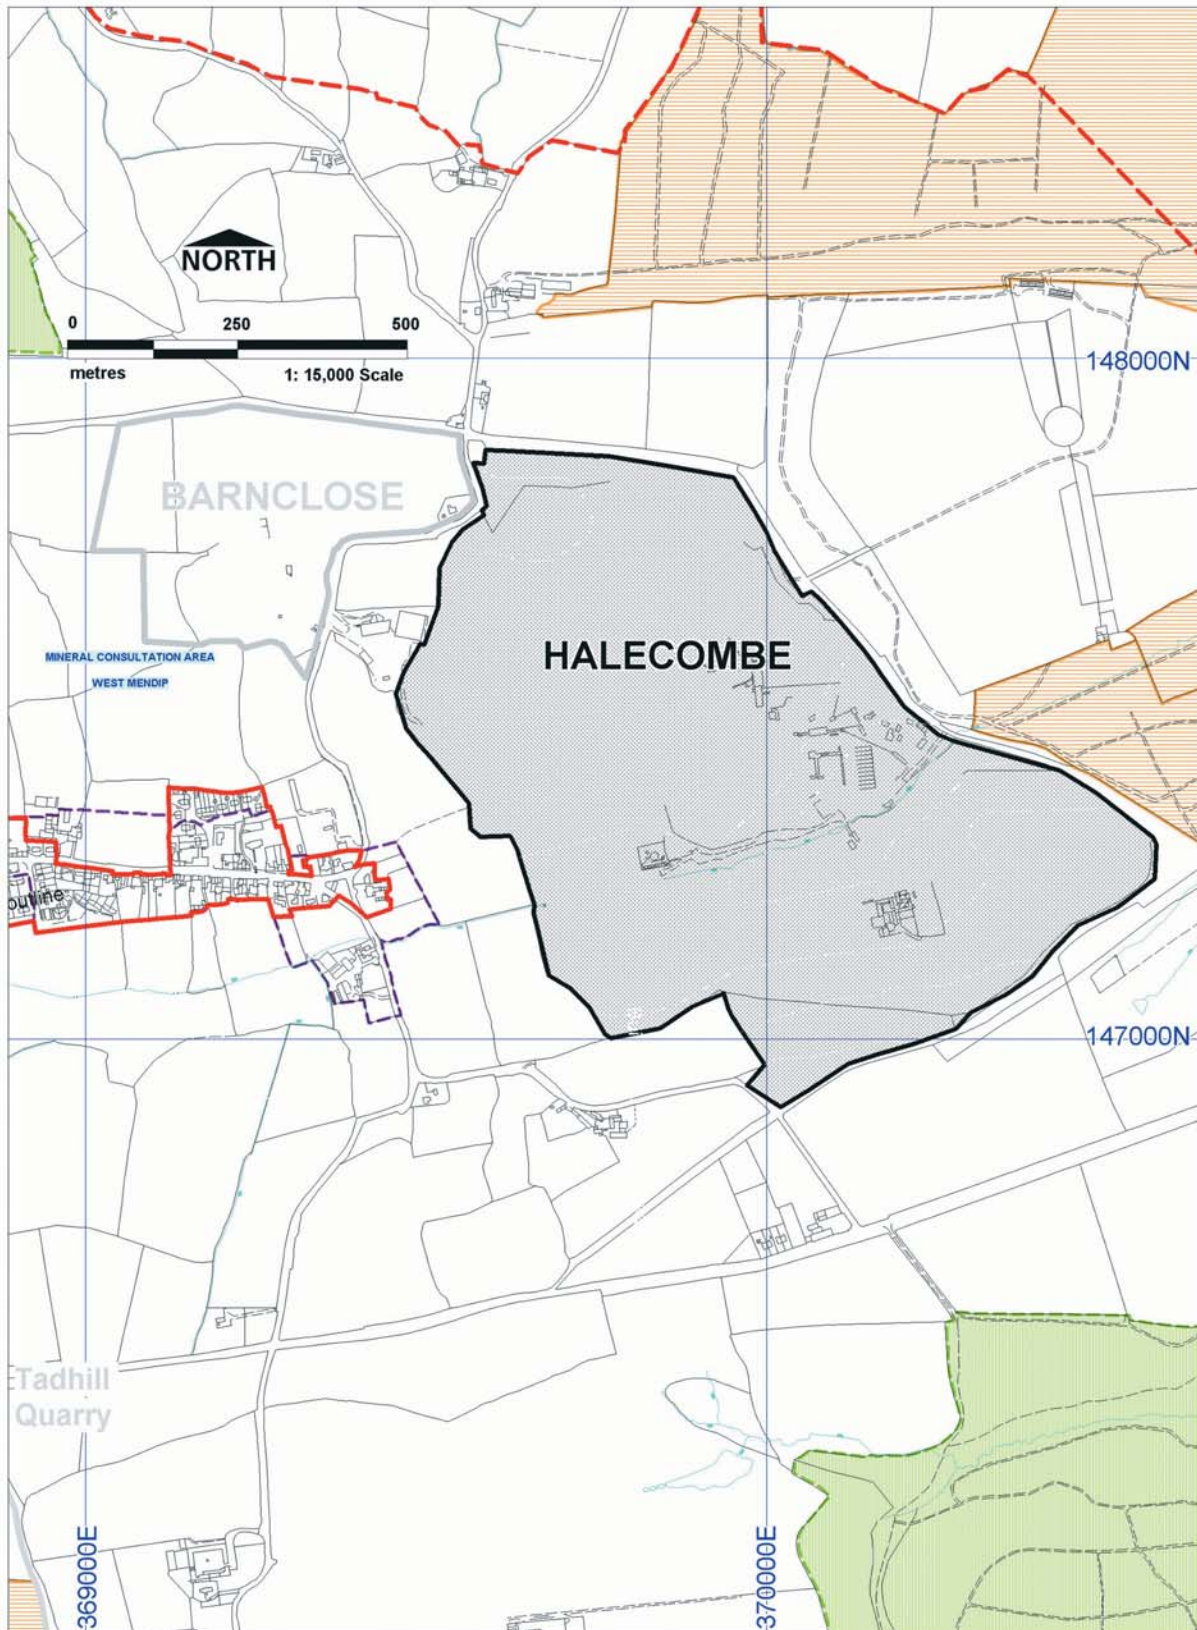 NORTH
0 250 500
metres 1: 15,000 Scale
148000N
BARNCLOSE
HALECOMBE
MINERAL CONSULTATION AREA
WEST MENDIP
outline
147000N
Tadhill
Quarry
369000E
370000E